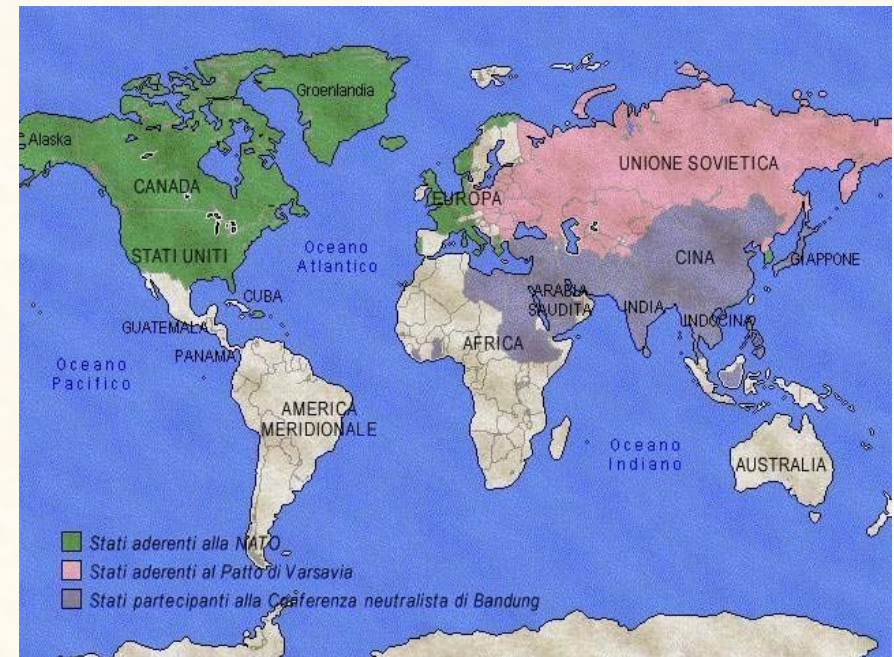 Groenlandia
Alaska
CANADA
UNIONE SOVIETICA
EUROPA
STATI UNITI
Oceano
Atlantico
CINA
GIAPPONE
CUBA
ARABIA
SAUDITA
INDIA
INDOCINA
GUATEMALA
AFRICA
PANAMA
Oceano
Pacifico
AMERICA
MERIDIONALE
Oceano
Indiano
AUSTRALIA
Stati aderenti alla NATO
Stati aderenti al Patto di Varsavia
Stati partecipanti alla Conferenza neutralista di Bandung